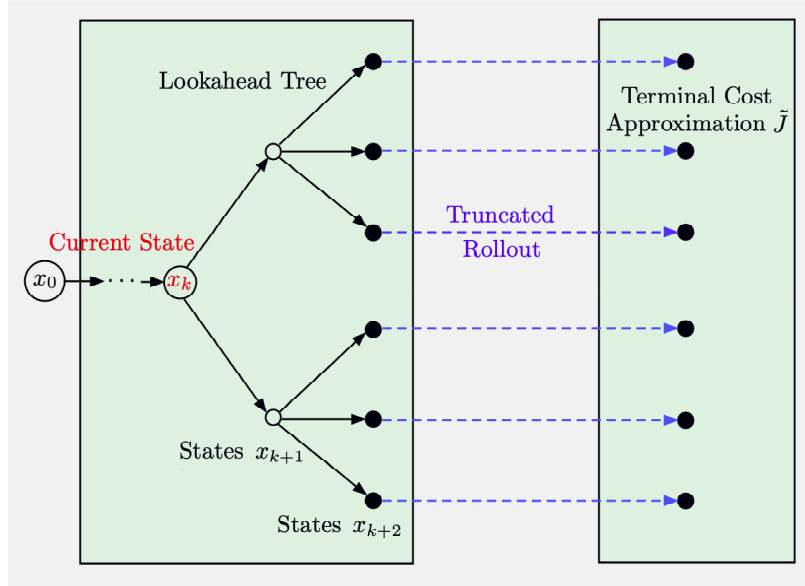 Lookahead Tree
Terminal Cost
Approximation J̃
Truncated
Rollout
Current State
x₀ ··· xₖ
States xₖ₊₁
States xₖ₊₂